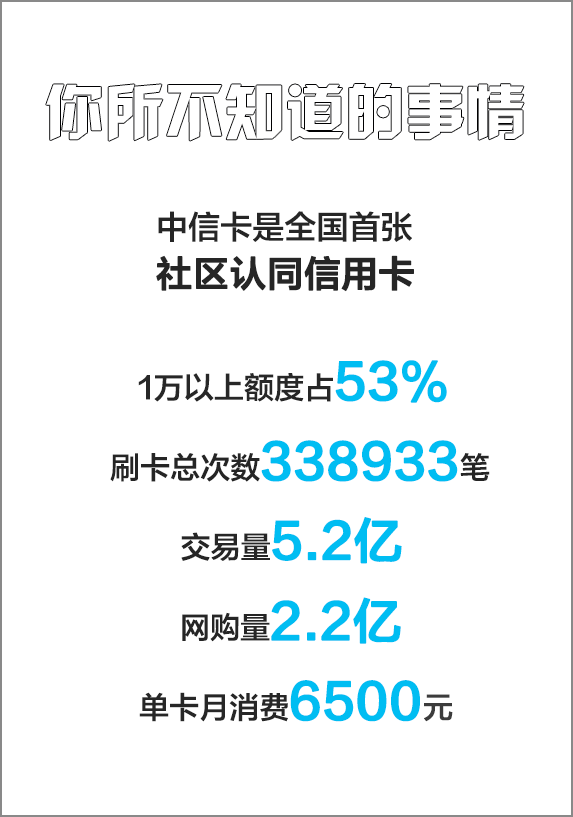 你所不知道的事情
中信卡是全国首张
社区认同信用卡
1万以上额度占53%
刷卡总次数338933笔
交易量5.2亿
网购量2.2亿
单卡月消费6500元